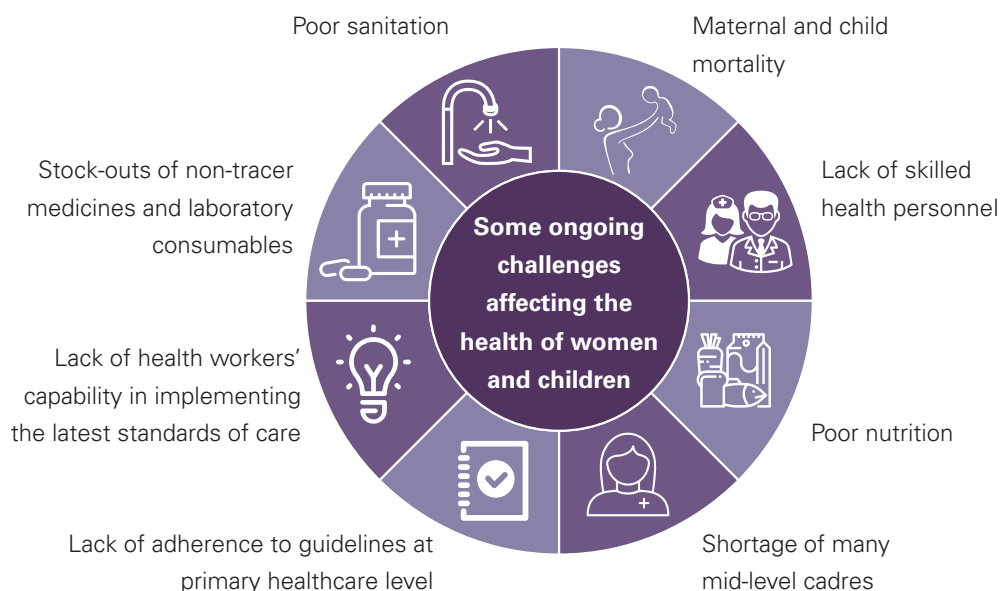 Poor sanitation
Maternal and child
mortality
Lack of skilled
health personnel
Poor nutrition
Shortage of many
mid-level cadres
Lack of adherence to guidelines at
primary healthcare level
Lack of health workers’
capability in implementing
the latest standards of care
Stock-outs of non-tracer
medicines and laboratory
consumables
Some ongoing
challenges
affecting the
health of women
and children